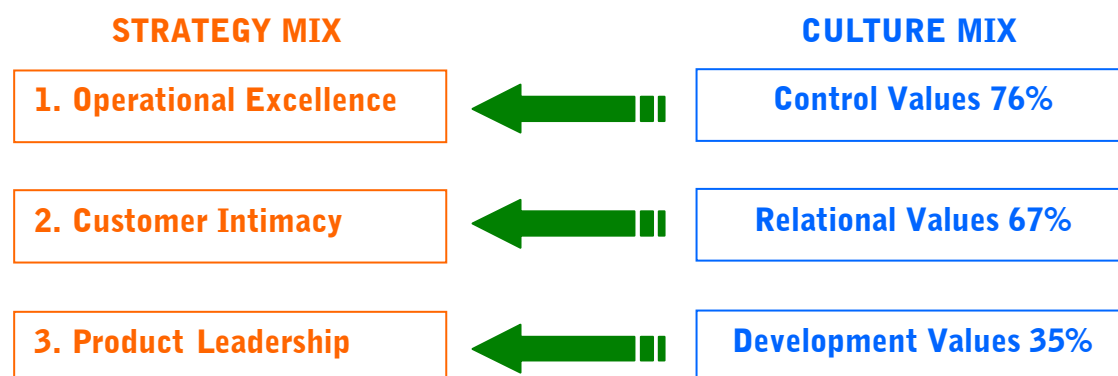 STRATEGY MIX
CULTURE MIX
1. Operational Excellence
Control Values 76%
2. Customer Intimacy
Relational Values 67%
3. Product Leadership
Development Values 35%